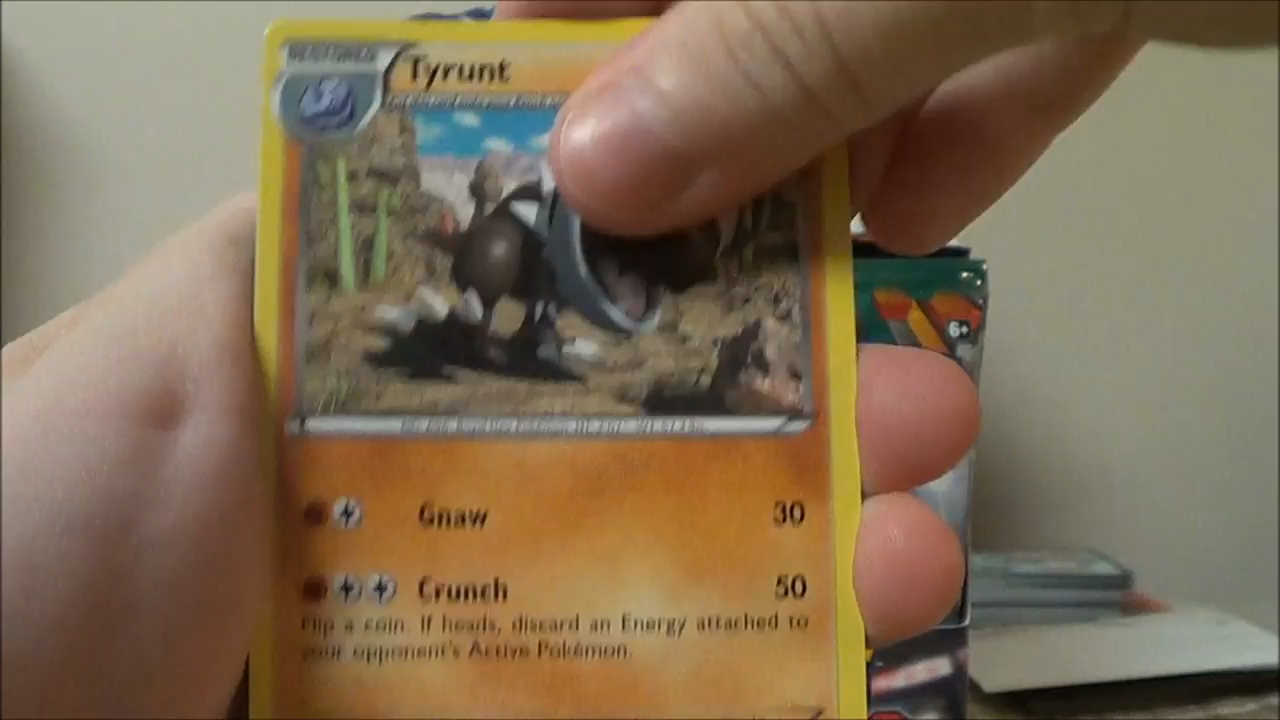 RESTORED
Tyrunt
6+
Gnaw 30
Crunch 50
Flip a coin. If heads, discard an Energy attached to
your opponent's Active Pokémon.